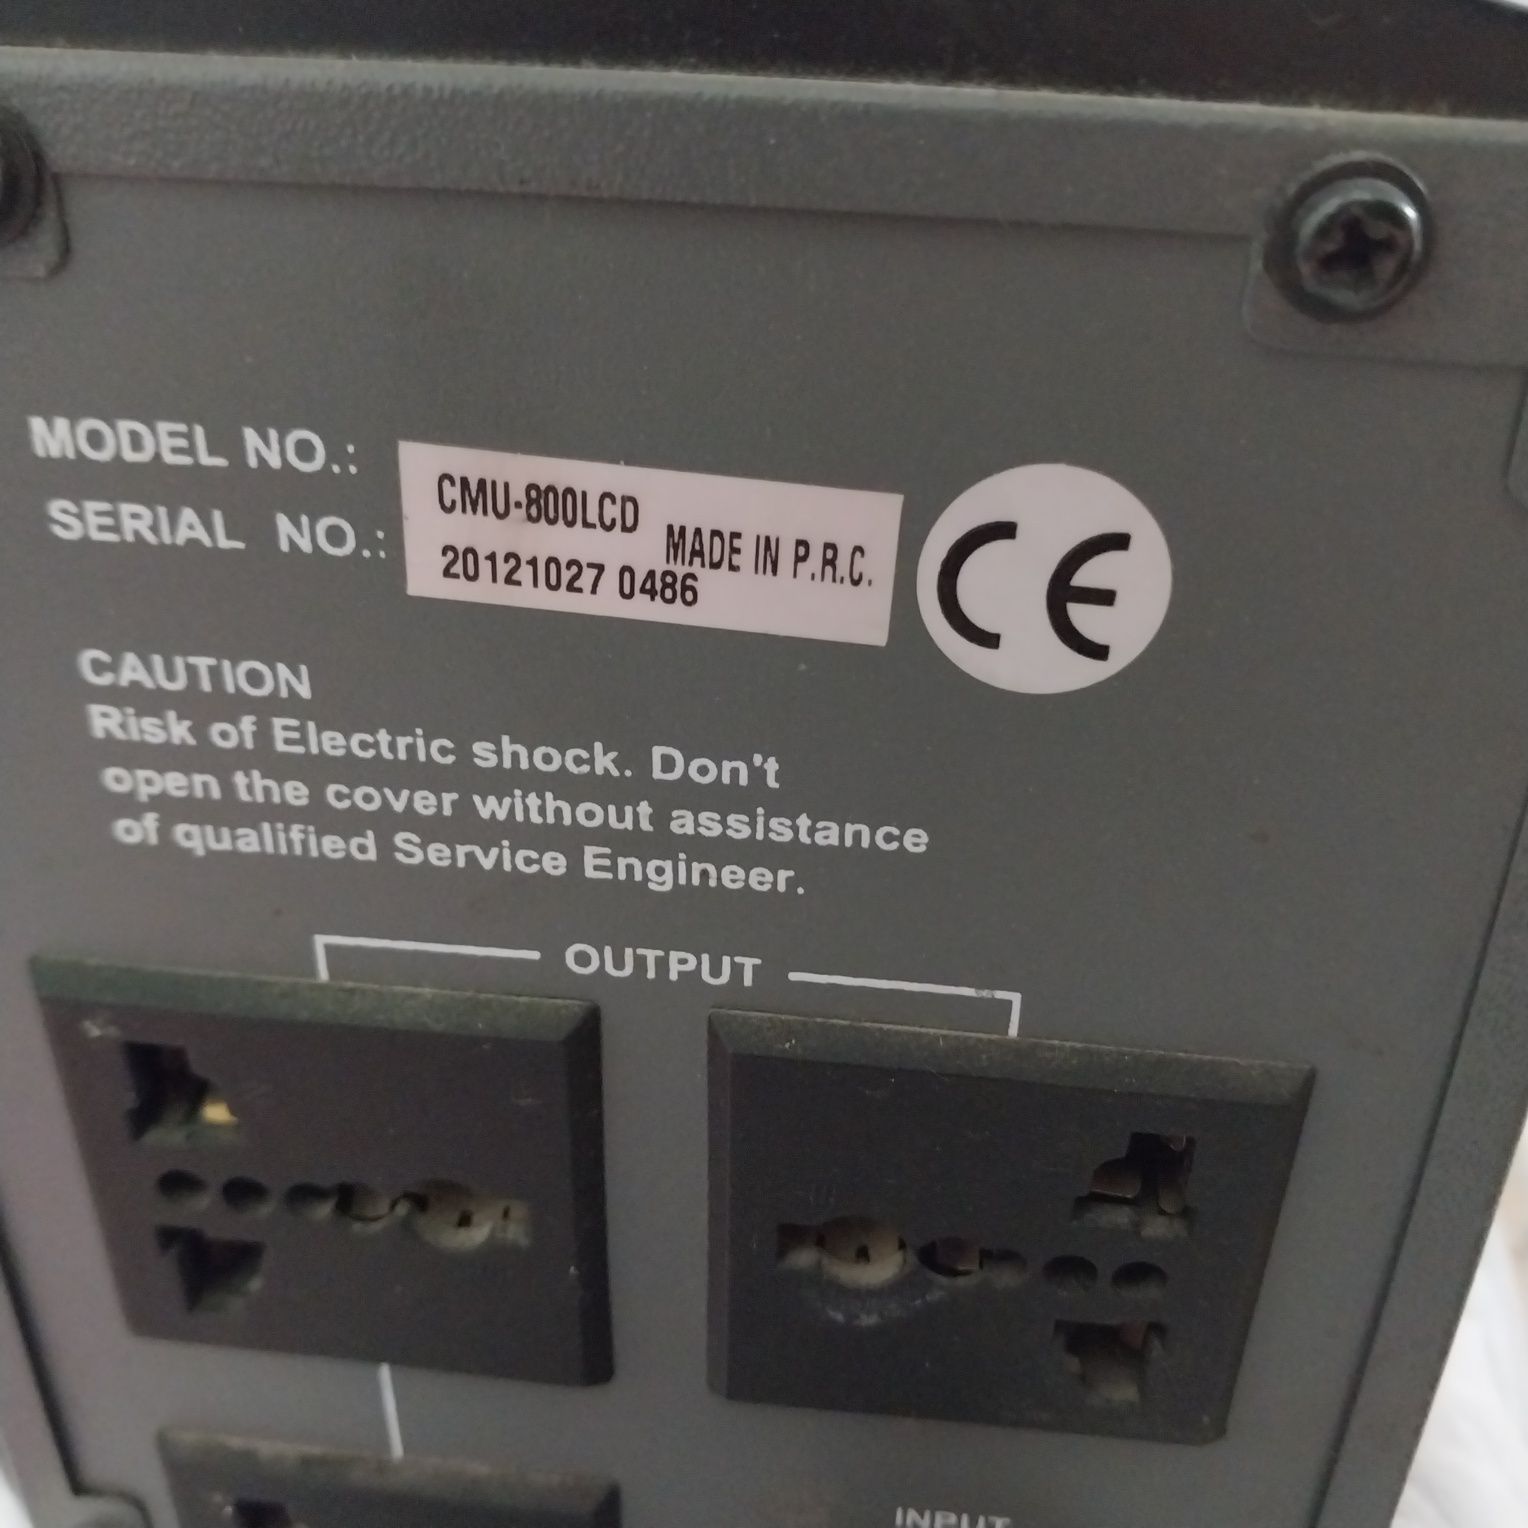 MODEL NO.: CMU-800LCD
SERIAL NO.: 20121027 0486 MADE IN P.R.C.
CE
CAUTION
Risk of Electric shock. Don't
open the cover without assistance
of qualified Service Engineer.
OUTPUT
INPUT